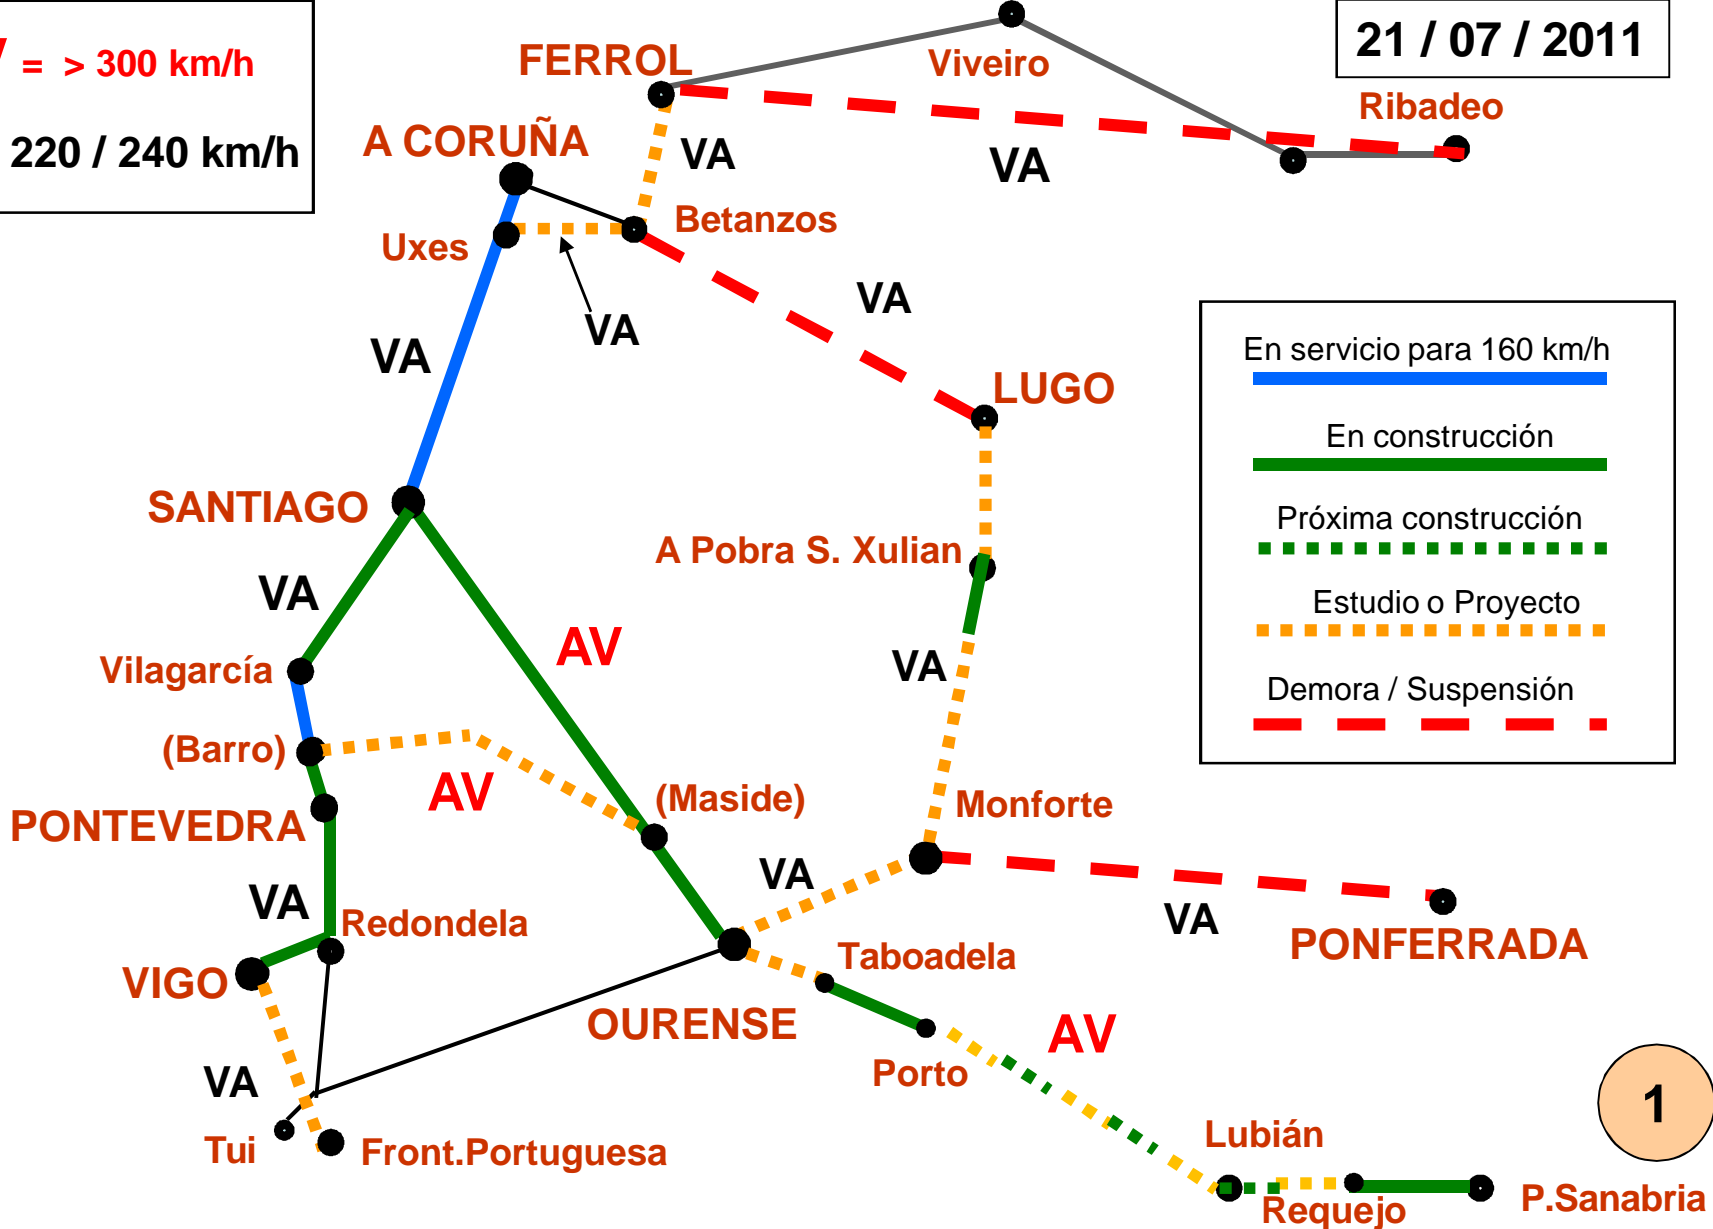 = > 300 km/h
220 / 240 km/h
21 / 07 / 2011
FERROL
Viveiro
Ribadeo
A CORUÑA
VA
VA
Betanzos
Uxes
VA
VA
VA
LUGO
En servicio para 160 km/h
En construcción
Próxima construcción
Estudio o Proyecto
Demora / Suspensión
SANTIAGO
A Pobra S. Xulian
VA
AV
VA
Vilagarcía
(Barro)
AV
(Maside)
Monforte
PONTEVEDRA
VA
VA
Redondela
VA
PONFERRADA
VIGO
Taboadela
OURENSE
AV
Porto
VA
Tui
Front.Portuguesa
Lubián
Requejo
P.Sanabria
1